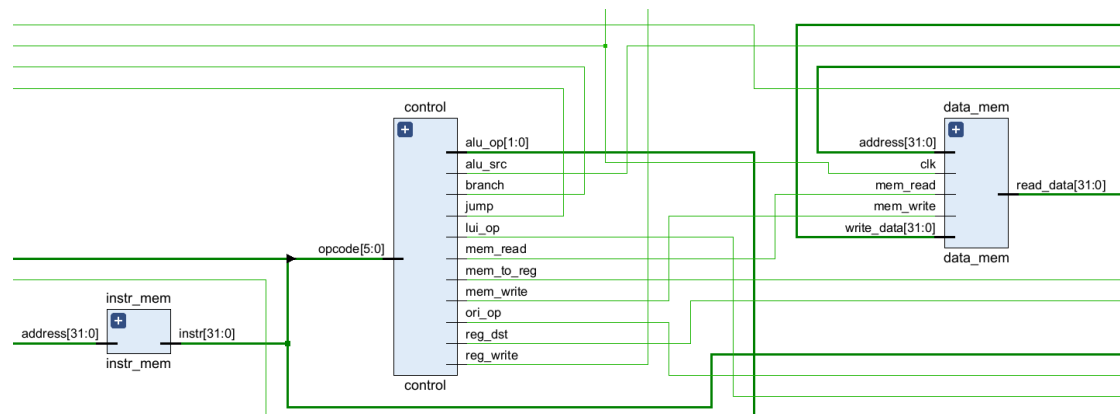 control
alu_op[1:0]
alu_src
branch
jump
lui_op
opcode[5:0]
mem_read
mem_to_reg
mem_write
ori_op
reg_dst
reg_write
control
instr_mem
address[31:0]
instr[31:0]
instr_mem
data_mem
address[31:0]
clk
mem_read
mem_write
write_data[31:0]
read_data[31:0]
data_mem